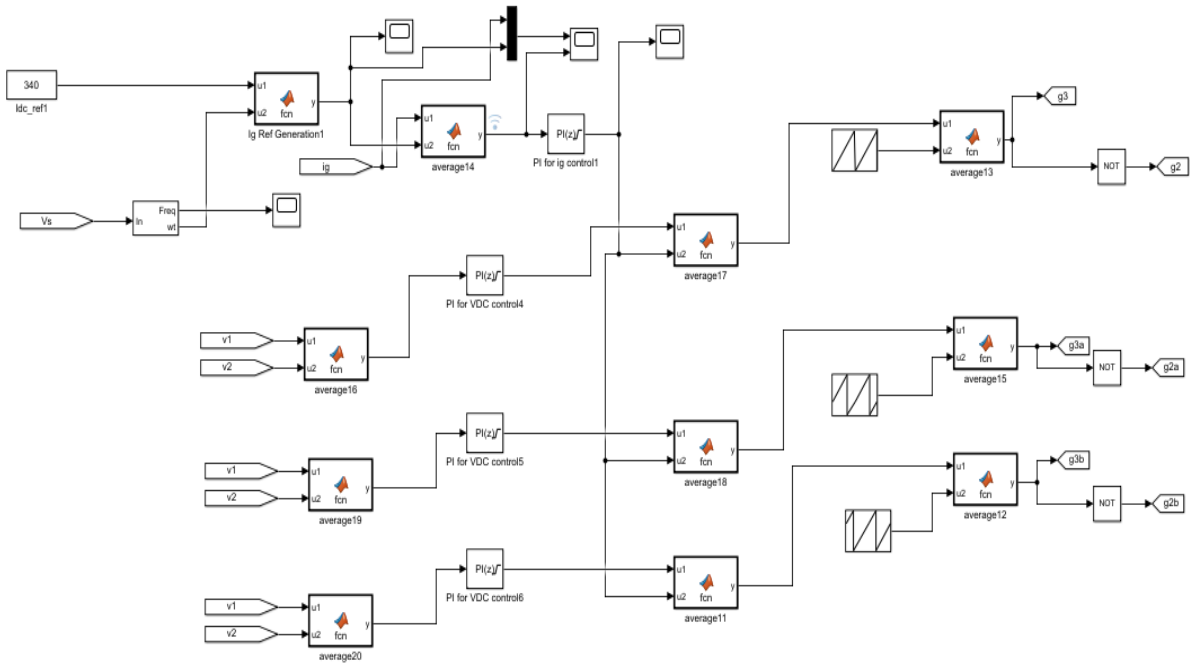 340
Idc_ref1
u1
u2
fcn
y
Ig Ref Generation1
ig
u1
u2
fcn
y
average14
PI(z)
PI for ig control1
Vs
In
Freq
wt
u1
u2
fcn
y
average13
g3
NOT
g2
u1
u2
fcn
y
average17
PI(z)
PI for VDC control4
v1
v2
u1
u2
fcn
y
average16
u1
u2
fcn
y
average15
g3a
NOT
g2a
PI(z)
PI for VDC control5
v1
v2
u1
u2
fcn
y
average19
u1
u2
fcn
y
average18
u1
u2
fcn
y
average12
g3b
NOT
g2b
PI(z)
PI for VDC control6
v1
v2
u1
u2
fcn
y
average20
u1
u2
fcn
y
average11